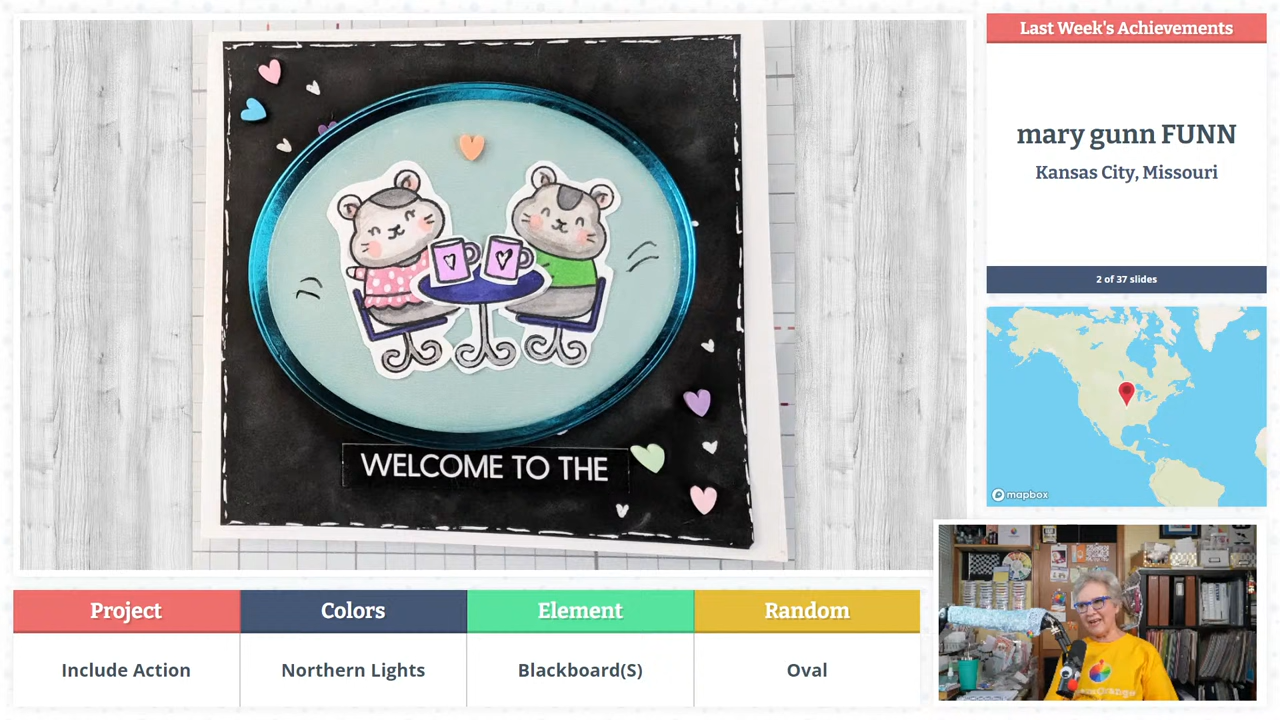 WELCOME TO THE
Last Week's Achievements
mary gunn FUNN
Kansas City, Missouri
2 of 37 slides
mapbox
Project
Colors
Element
Random
Include Action
Northern Lights
Blackboard(S)
Oval